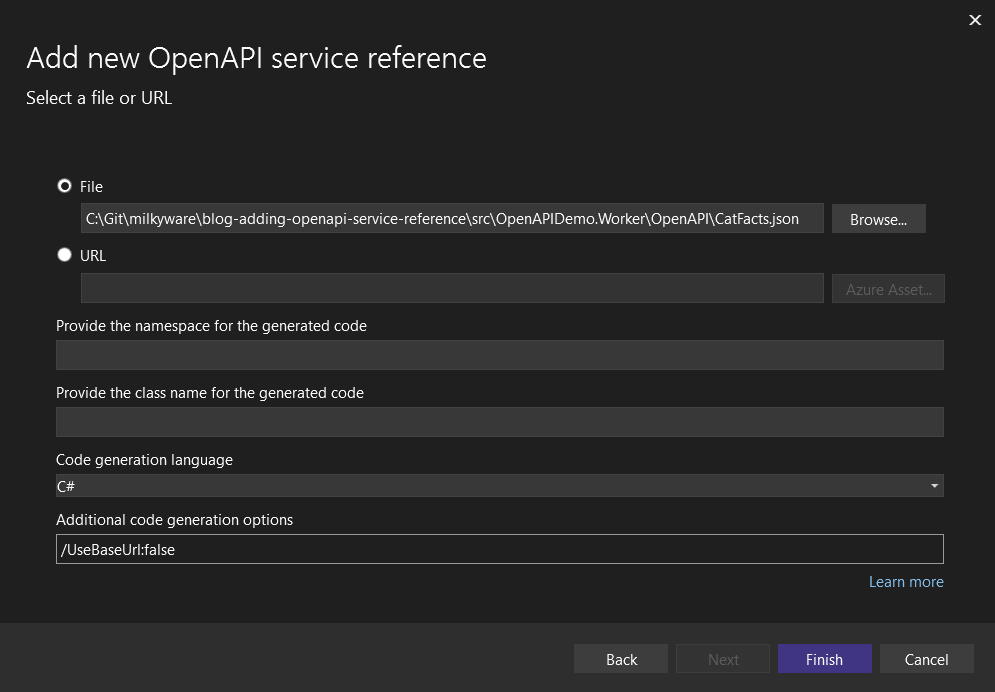 Add new OpenAPI service reference
Select a file or URL
File
C:\Git\milkyware\blog-adding-openapi-service-reference\src\OpenAPIDemo.Worker\OpenAPI\CatFacts.json
Browse...
URL
Azure Asset...
Provide the namespace for the generated code
Provide the class name for the generated code
Code generation language
C#
Additional code generation options
/UseBaseUrl:false
Learn more
Back
Next
Finish
Cancel